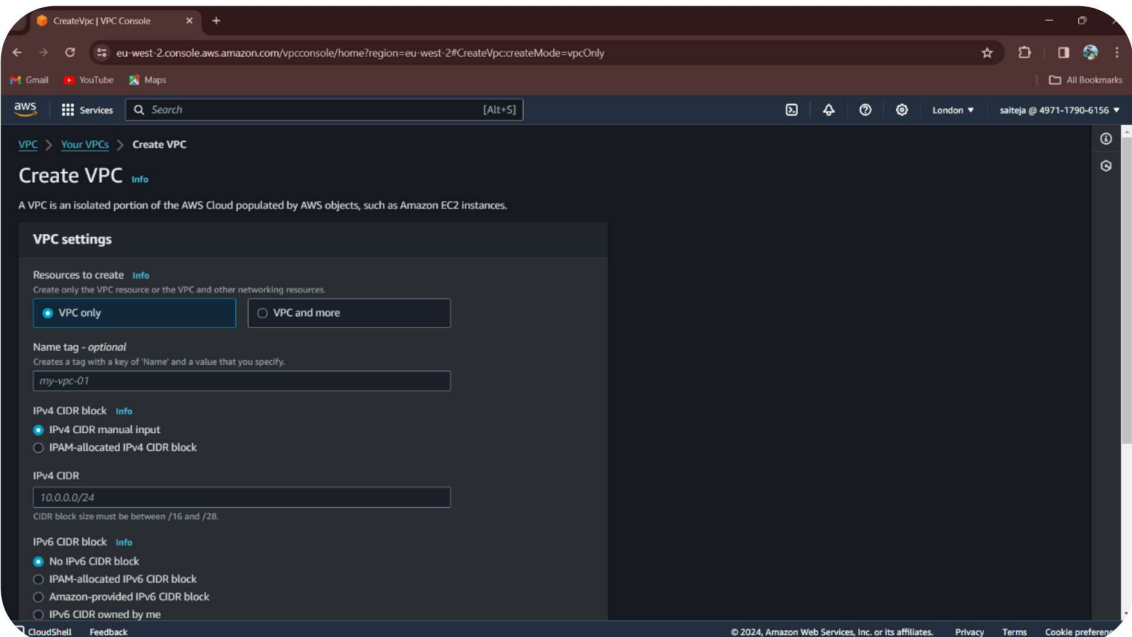 CreateVpc | VPC Console
eu-west-2.console.aws.amazon.com/vpcconsole/home?region=eu-west-2#CreateVpc:createMode=vpcOnly
Gmail YouTube Maps All Bookmarks
aws Services Search [Alt+S] London saiteja @ 4971-1790-6156
VPC > Your VPCs > Create VPC
Create VPC Info
A VPC is an isolated portion of the AWS Cloud populated by AWS objects, such as Amazon EC2 instances.
VPC settings
Resources to create Info
Create only the VPC resource or the VPC and other networking resources.
VPC only VPC and more
Name tag - optional
Creates a tag with a key of 'Name' and a value that you specify.
my-vpc-01
IPv4 CIDR block Info
IPv4 CIDR manual input
IPAM-allocated IPv4 CIDR block
IPv4 CIDR
10.0.0.0/24
CIDR block size must be between /16 and /28.
IPv6 CIDR block Info
No IPv6 CIDR block
IPAM-allocated IPv6 CIDR block
Amazon-provided IPv6 CIDR block
IPv6 CIDR owned by me
CloudShell Feedback © 2024, Amazon Web Services, Inc. or its affiliates. Privacy Terms Cookie preferenc